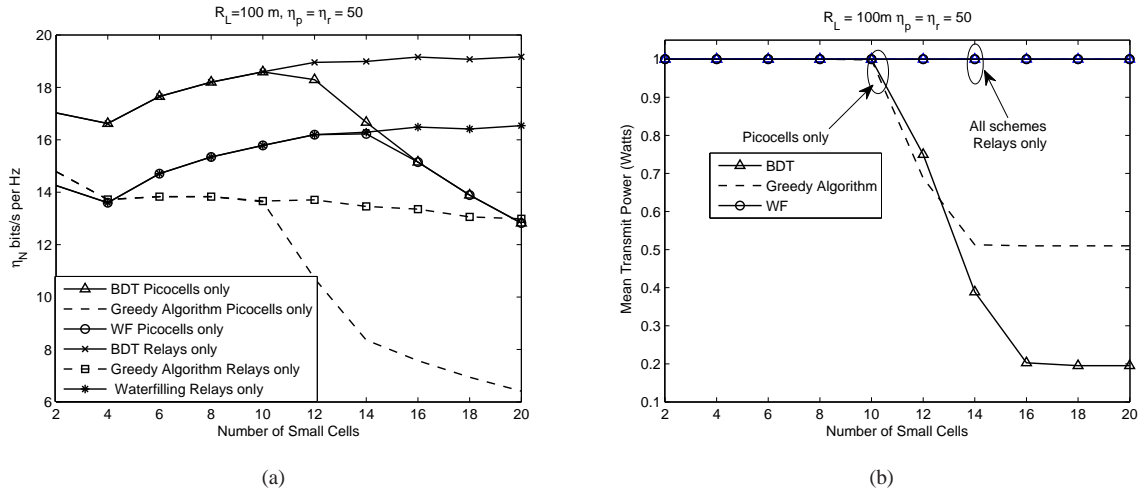 R_L=100 m, η_p = η_r = 50
20
18
16
14
12
10
8
6
η_N bits/s per Hz
BDT Picocells only
Greedy Algorithm Picocells only
WF Picocells only
BDT Relays only
Greedy Algorithm Relays only
Waterfilling Relays only
2 4 6 8 10 12 14 16 18 20
Number of Small Cells
(a)
R_L = 100m η_p = η_r = 50
1
0.9
0.8
0.7
0.6
0.5
0.4
0.3
0.2
0.1
Mean Transmit Power (Watts)
Picocells only
All schemes
Relays only
BDT
Greedy Algorithm
WF
2 4 6 8 10 12 14 16 18 20
Number of Small Cells
(b)